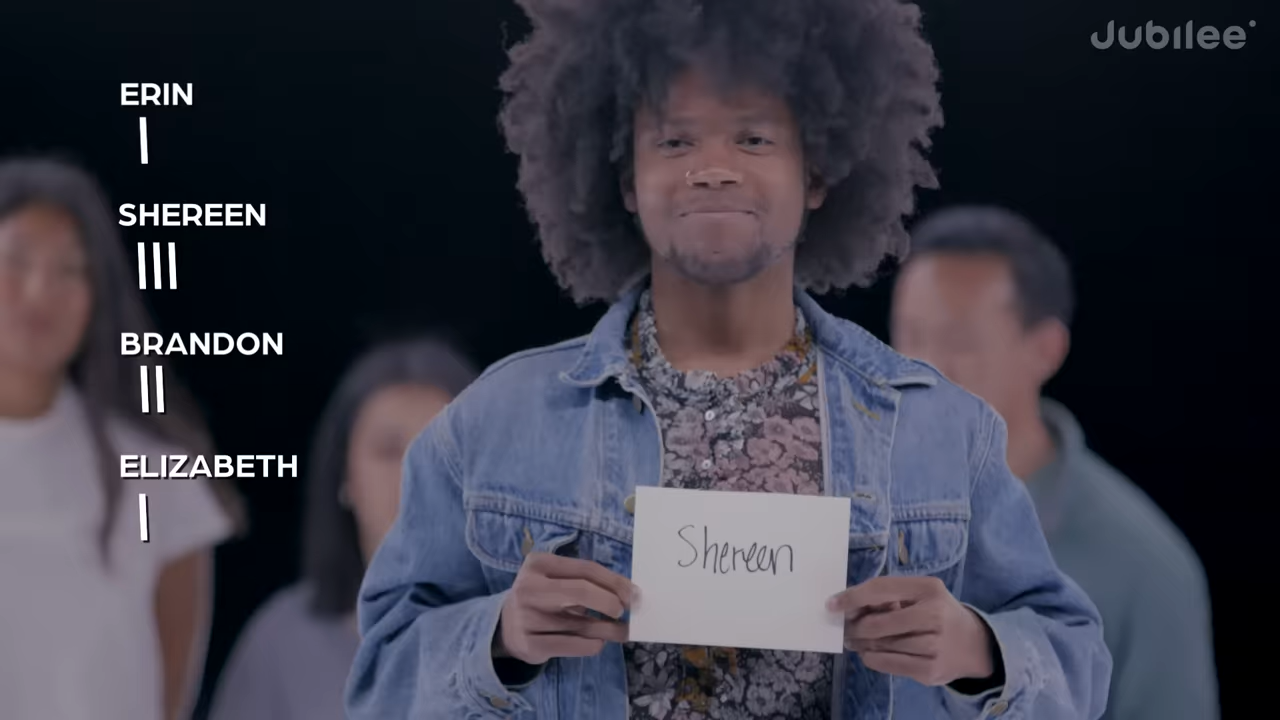 Jubilee
ERIN
|
SHEREEN
|||
BRANDON
||
ELIZABETH
|
Shereen